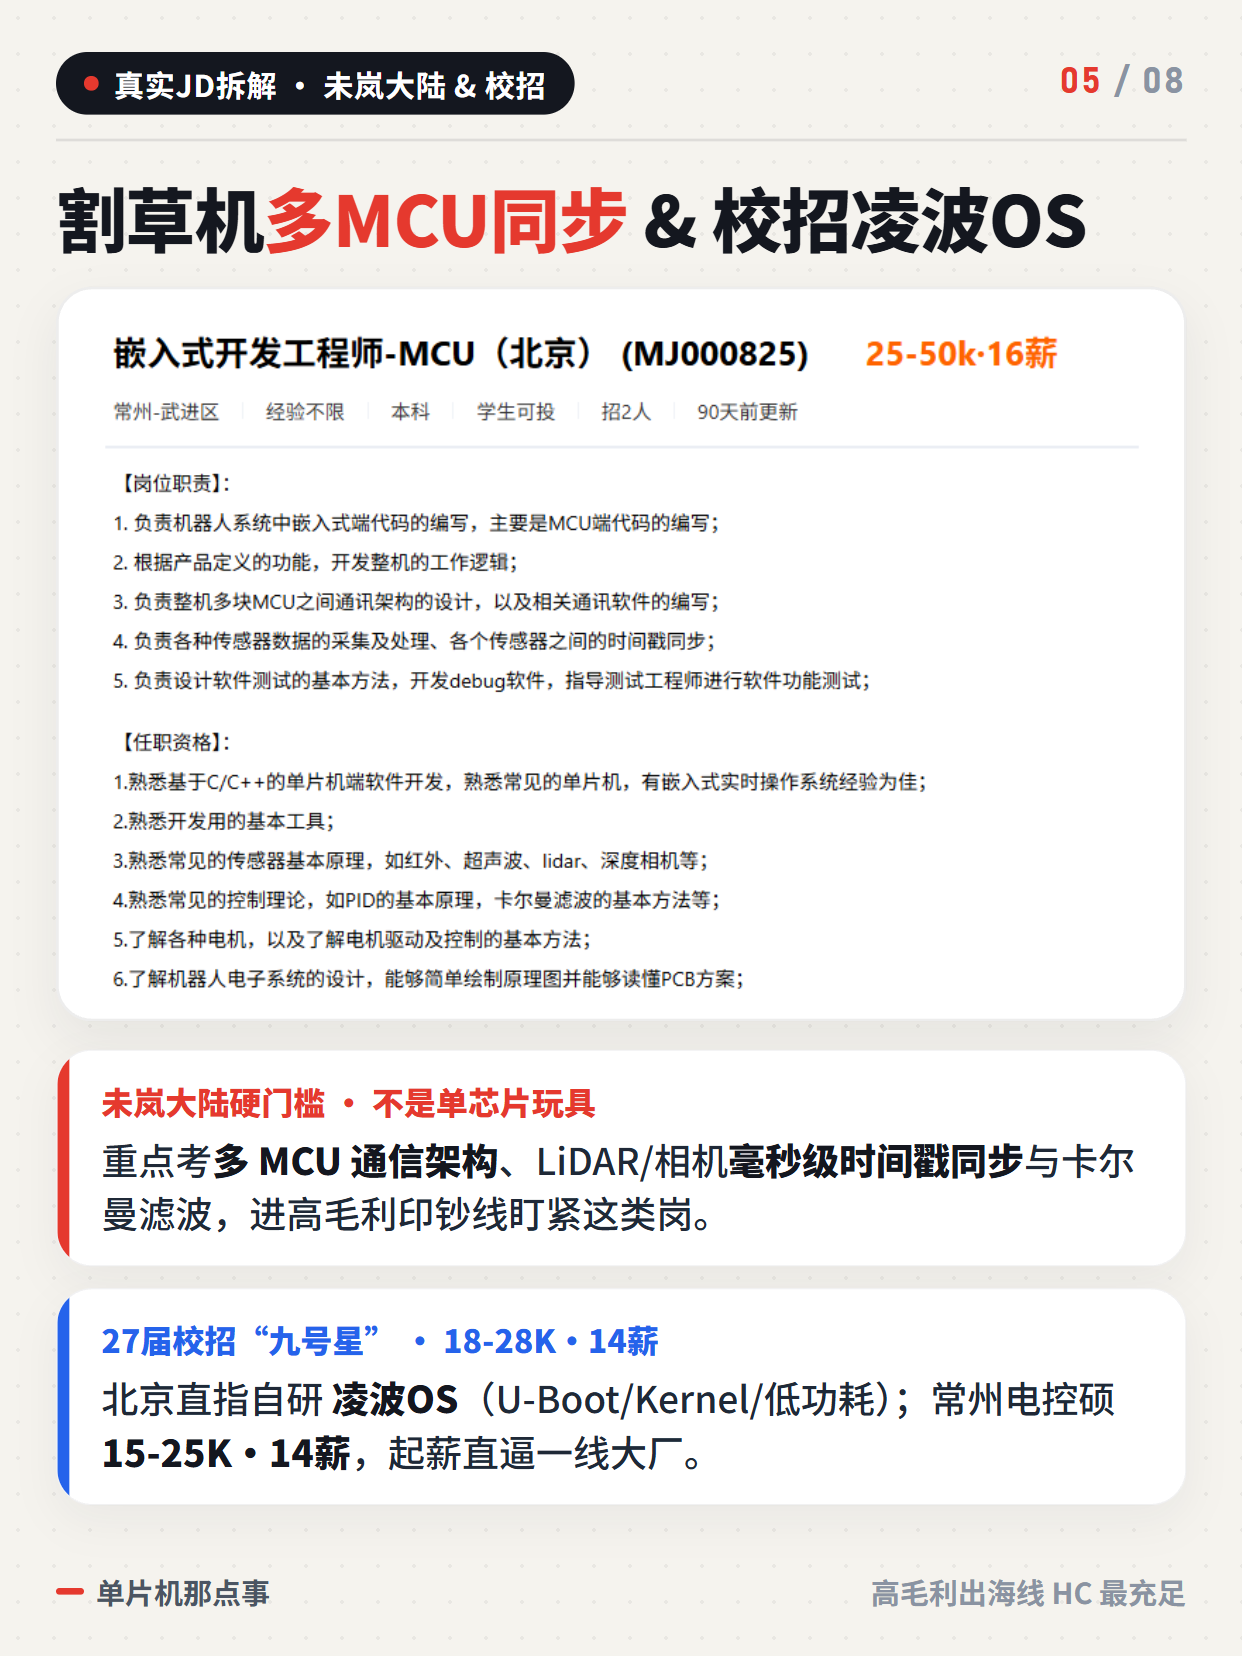 真实JD拆解 · 未岚大陆 & 校招
05 / 08
割草机多MCU同步 & 校招凌波OS
嵌入式开发工程师-MCU（北京） (MJ000825) 25-50k·16薪
常州-武进区 经验不限 本科 学生可投 招2人 90天前更新
【岗位职责】：
1. 负责机器人系统中嵌入式端代码的编写，主要是MCU端代码的编写；
2. 根据产品定义的功能，开发整机的工作逻辑；
3. 负责整机多块MCU之间通讯架构的设计，以及相关通讯软件的编写；
4. 负责各种传感器数据的采集及处理、各个传感器之间的时间戳同步；
5. 负责设计软件测试的基本方法，开发debug软件，指导测试工程师进行软件功能测试；
【任职资格】：
1.熟悉基于C/C++的单片机端软件开发，熟悉常见的单片机，有嵌入式实时操作系统经验为佳；
2.熟悉开发用的基本工具；
3.熟悉常见的传感器基本原理，如红外、超声波、lidar、深度相机等；
4.熟悉常见的控制理论，如PID的基本原理，卡尔曼滤波的基本方法等；
5.了解各种电机，以及了解电机驱动及控制的基本方法；
6.了解机器人电子系统的设计，能够简单绘制原理图并能够读懂PCB方案；
未岚大陆硬门槛 · 不是单芯片玩具
重点考多 MCU 通信架构、LiDAR/相机毫秒级时间戳同步与卡尔
曼滤波，进高毛利印钞线盯紧这类岗。
27届校招“九号星” · 18-28K · 14薪
北京直指自研 凌波OS（U-Boot/Kernel/低功耗）；常州电控硕
15-25K · 14薪，起薪直逼一线大厂。
单片机那点事
高毛利出海线 HC 最充足